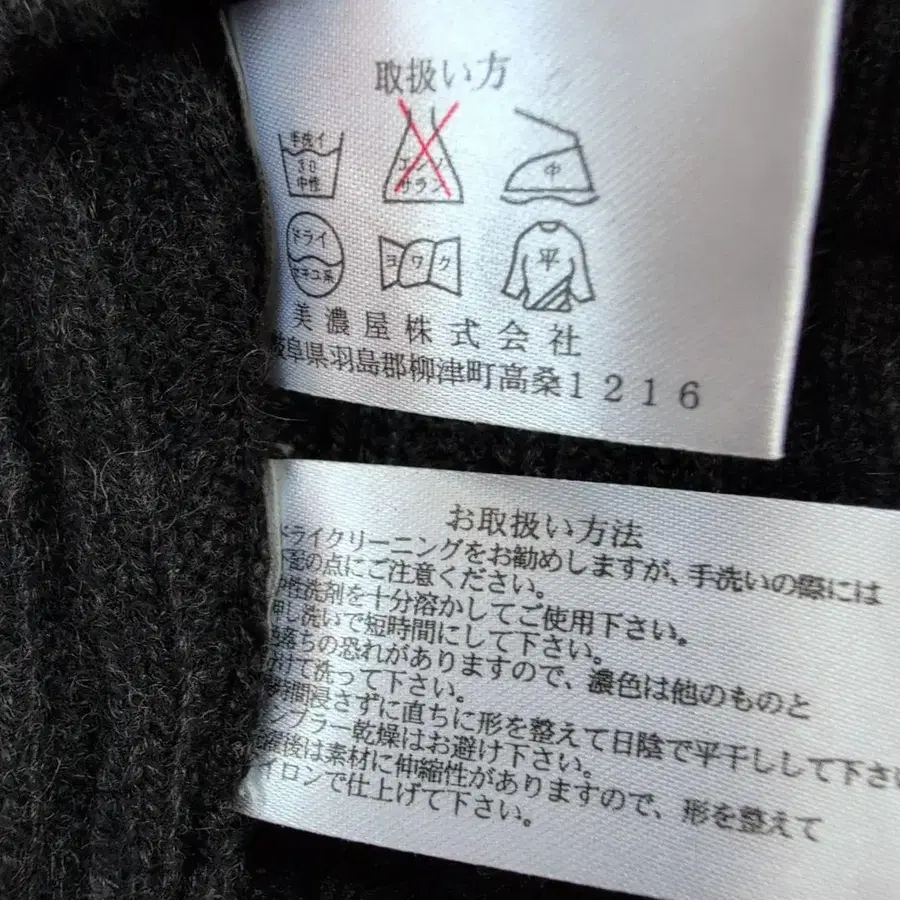 取扱い方
手洗イ
30
中性
エンソ
サラシ
中
ドライ
セキユ系
ヨワク
平
美濃屋株式会社
岐阜県羽島郡柳津町高桑1216
お取扱い方法
ドライクリーニングをお勧めしますが、手洗いの際には
下記の点にご注意ください。
中性洗剤を十分溶かしてご使用下さい。
押し洗いで短時間にして下さい。
色落ちの恐れがありますので、濃色は他のものと
分けて洗って下さい。
時間浸さずに直ちに形を整えて日陰で平干しして下さい
ンブラー乾燥はお避け下さい。
後は素材に伸縮性がありますので、形を整えて
イロンで仕上げて下さい。